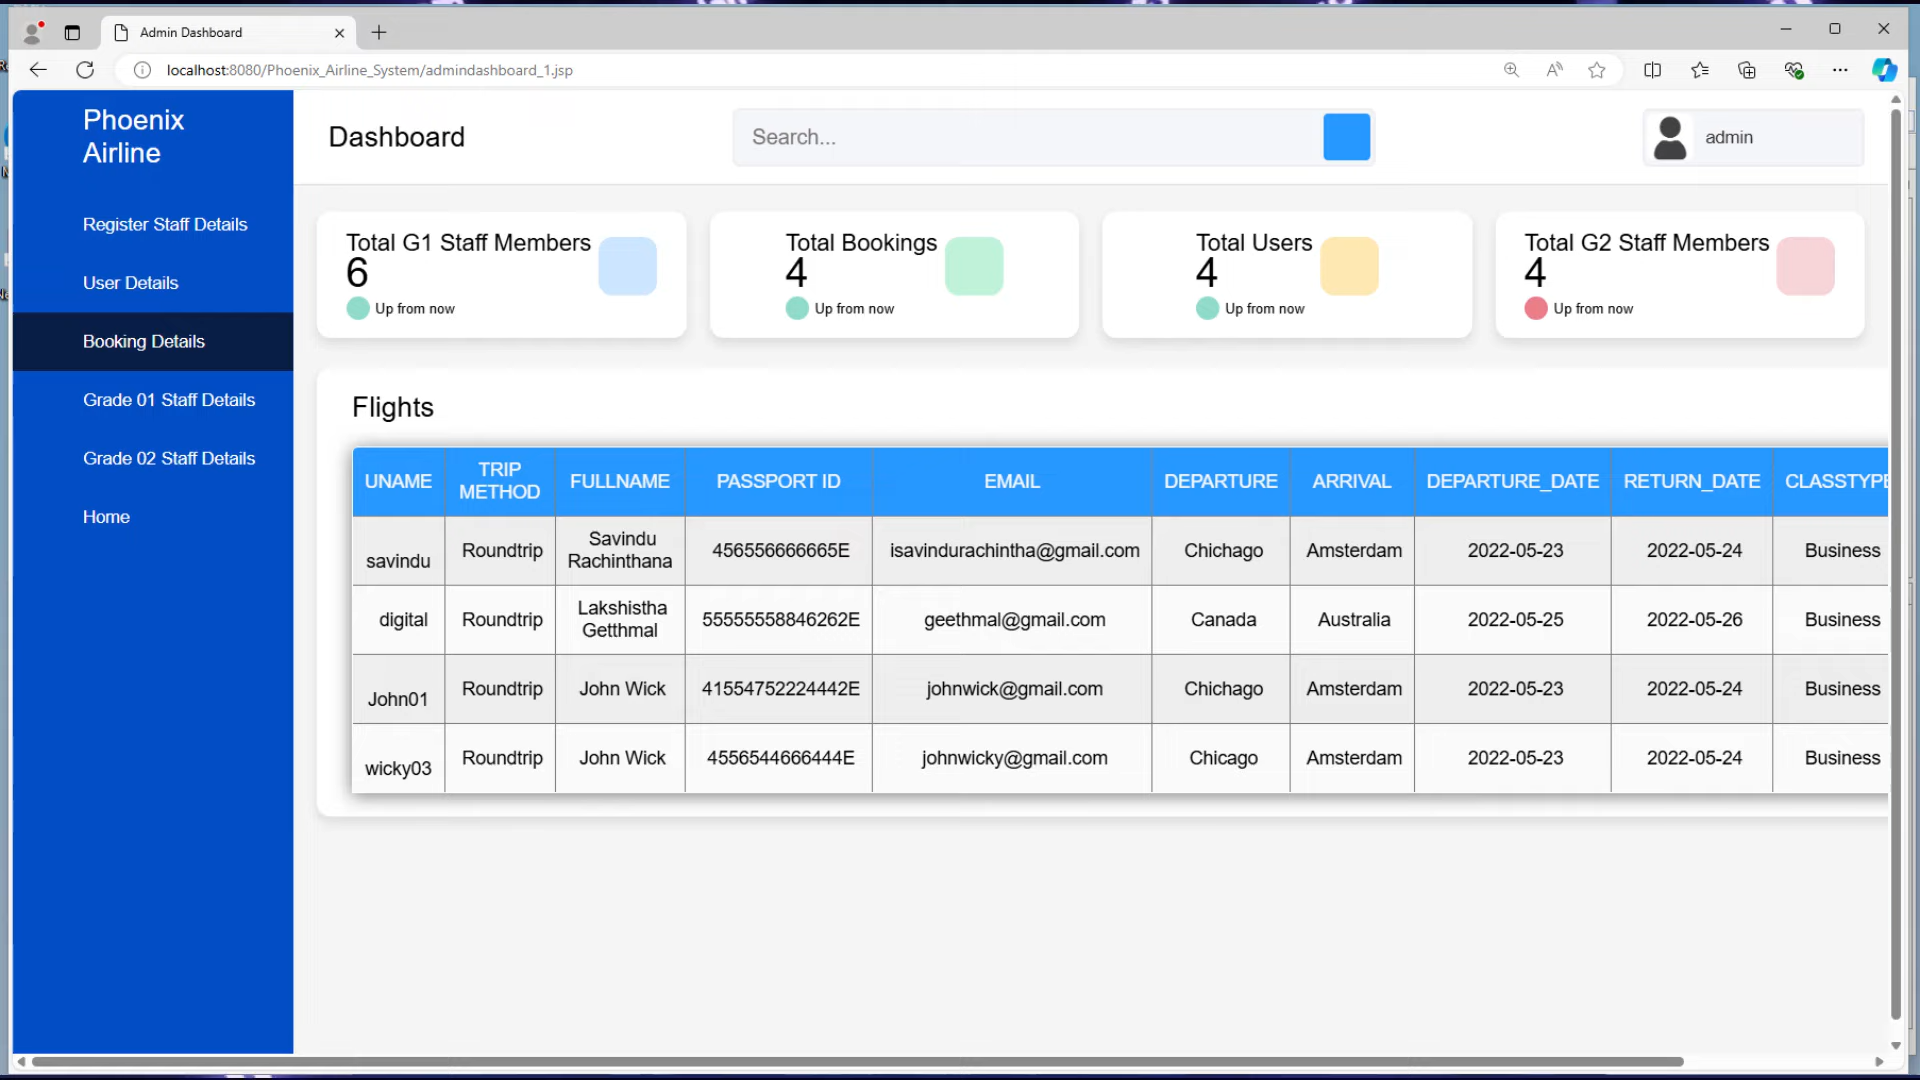 Admin Dashboard
localhost:8080/Phoenix_Airline_System/admindashboard_1.jsp
Phoenix
Airline
Register Staff Details
User Details
Booking Details
Grade 01 Staff Details
Grade 02 Staff Details
Home
Dashboard
Search...
admin
Total G1 Staff Members
6
Up from now
Total Bookings
4
Up from now
Total Users
4
Up from now
Total G2 Staff Members
4
Up from now
Flights
UNAME TRIP METHOD FULLNAME PASSPORT ID EMAIL DEPARTURE ARRIVAL DEPARTURE_DATE RETURN_DATE CLASSTYPE
savindu Roundtrip Savindu Rachinthana 456556666665E isavindurachintha@gmail.com Chichago Amsterdam 2022-05-23 2022-05-24 Business
digital Roundtrip Lakshistha Getthmal 55555558846262E geethmal@gmail.com Canada Australia 2022-05-25 2022-05-26 Business
John01 Roundtrip John Wick 41554752224442E johnwick@gmail.com Chichago Amsterdam 2022-05-23 2022-05-24 Business
wicky03 Roundtrip John Wick 4556544666444E johnwicky@gmail.com Chicago Amsterdam 2022-05-23 2022-05-24 Business